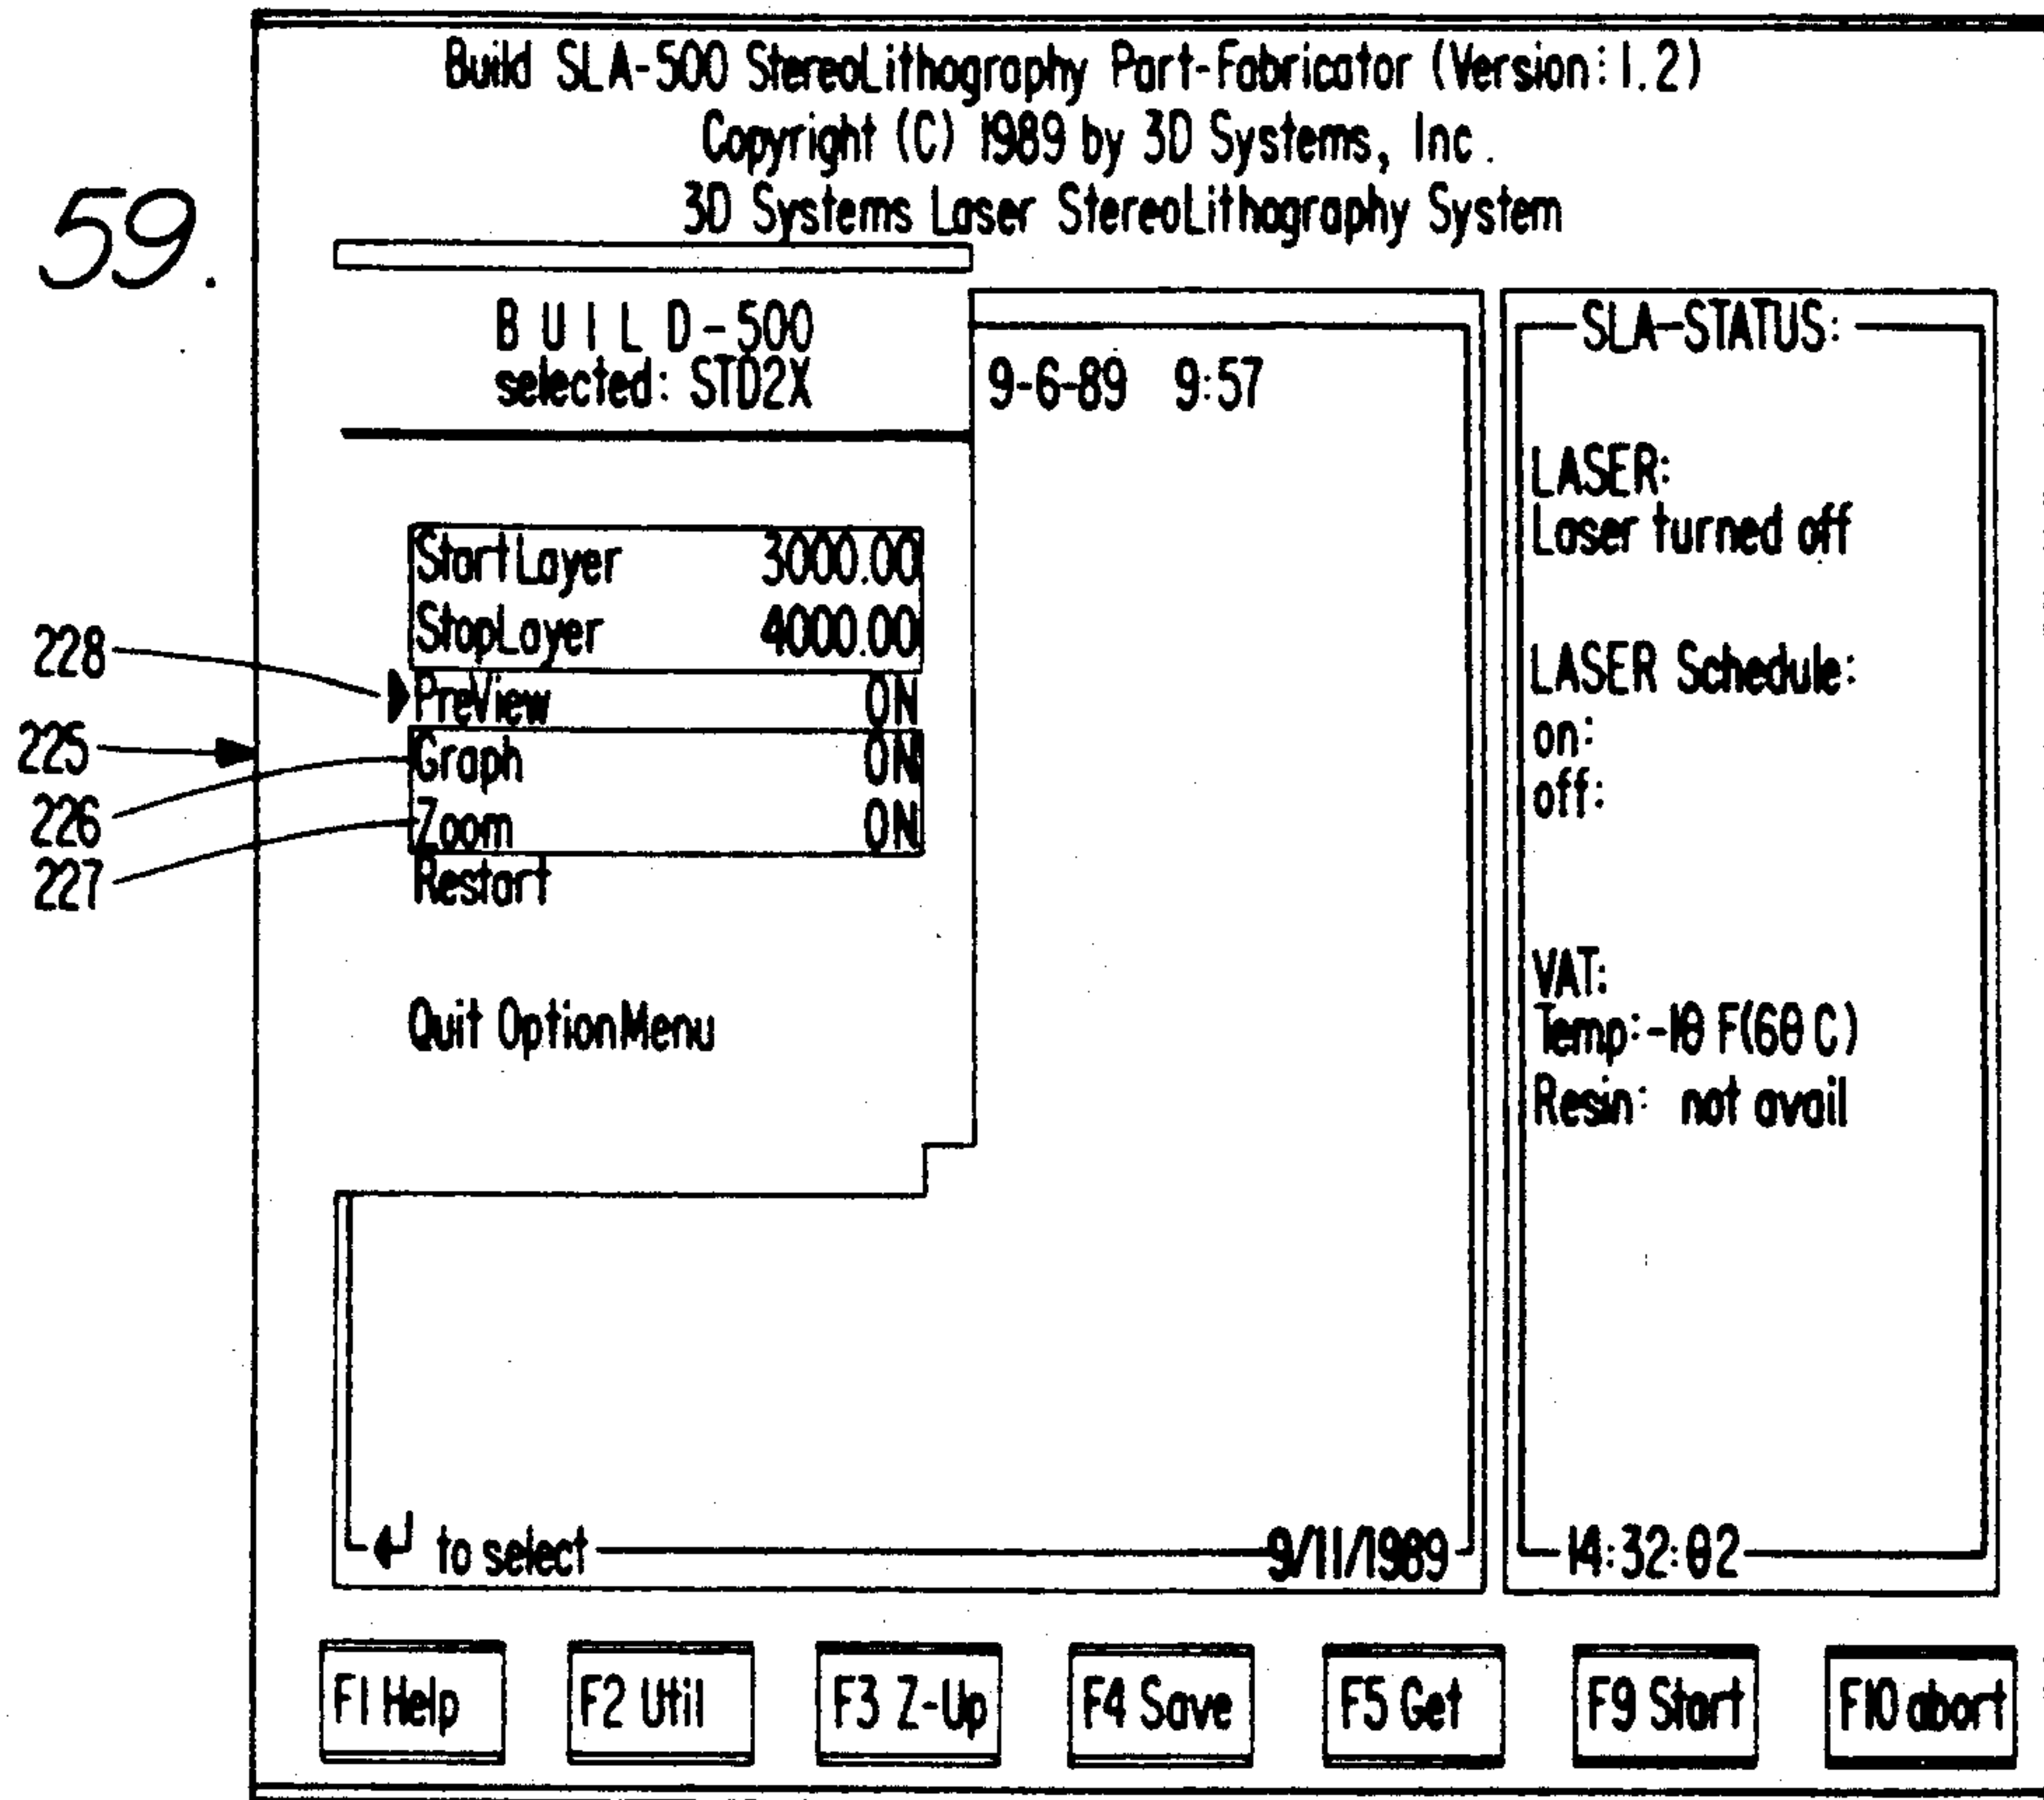 59.
Build SLA-500 StereoLithography Part-Fabricator (Version: 1.2)
Copyright (C) 1989 by 3D Systems, Inc.
3D Systems Laser StereoLithography System
B U I L D - 500
selected: STD2X
9-6-89 9:57
StartLayer 3000.00
StopLayer 4000.00
PreView ON
Graph ON
Zoom ON
Restart
Quit OptionMenu
228
225
226
227
to select
9/11/1989
SLA-STATUS:
LASER:
Laser turned off
LASER Schedule:
on:
off:
VAT:
Temp:-10 F(60 C)
Resin: not avail
14:32:02
F1 Help
F2 Util
F3 Z-Up
F4 Save
F5 Get
F9 Start
F10 abort